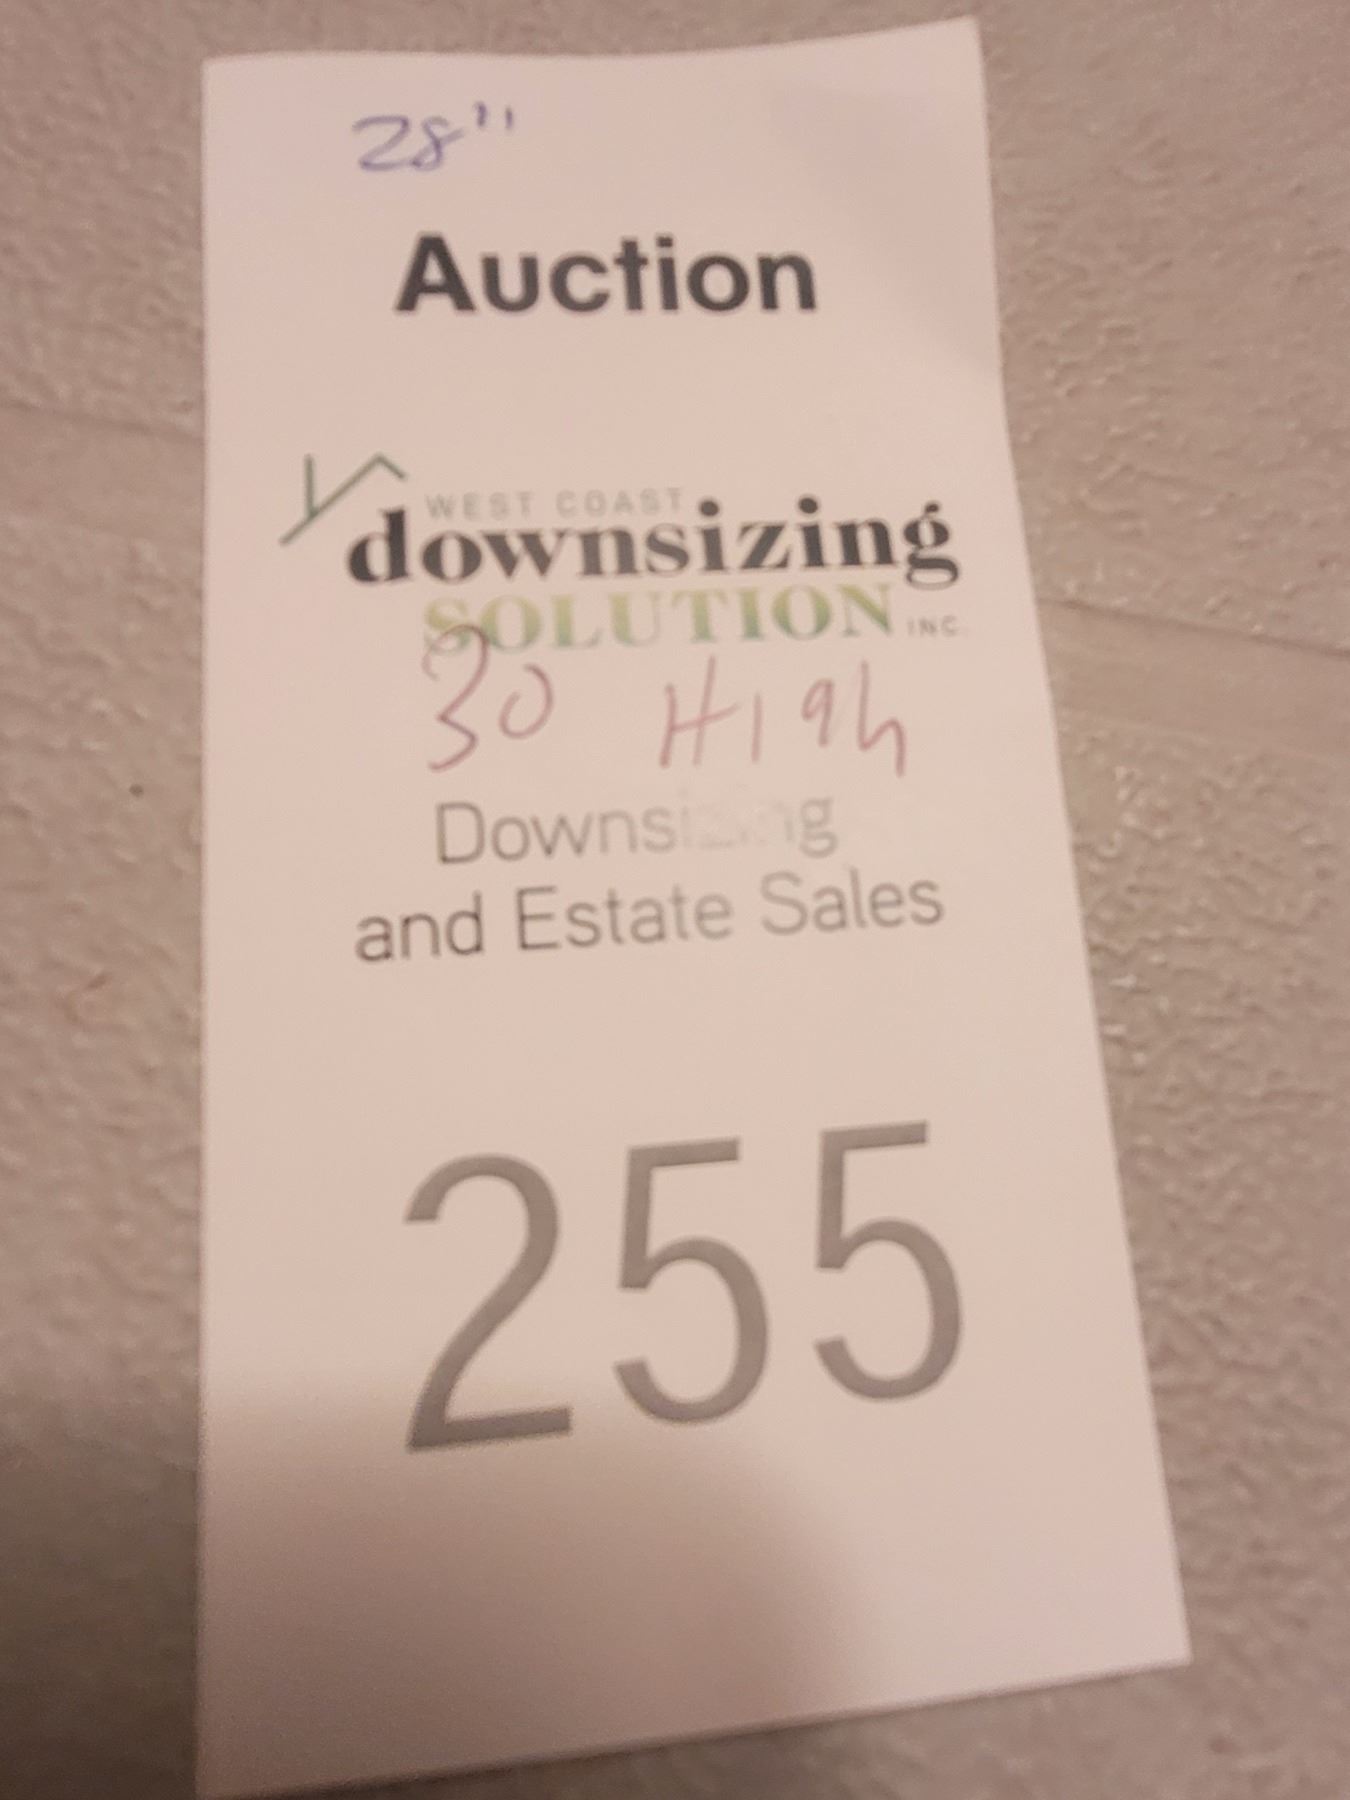 28"
Auction
WEST COAST
downsizing
SOLUTION INC.
30 High
Downsizing
and Estate Sales
255